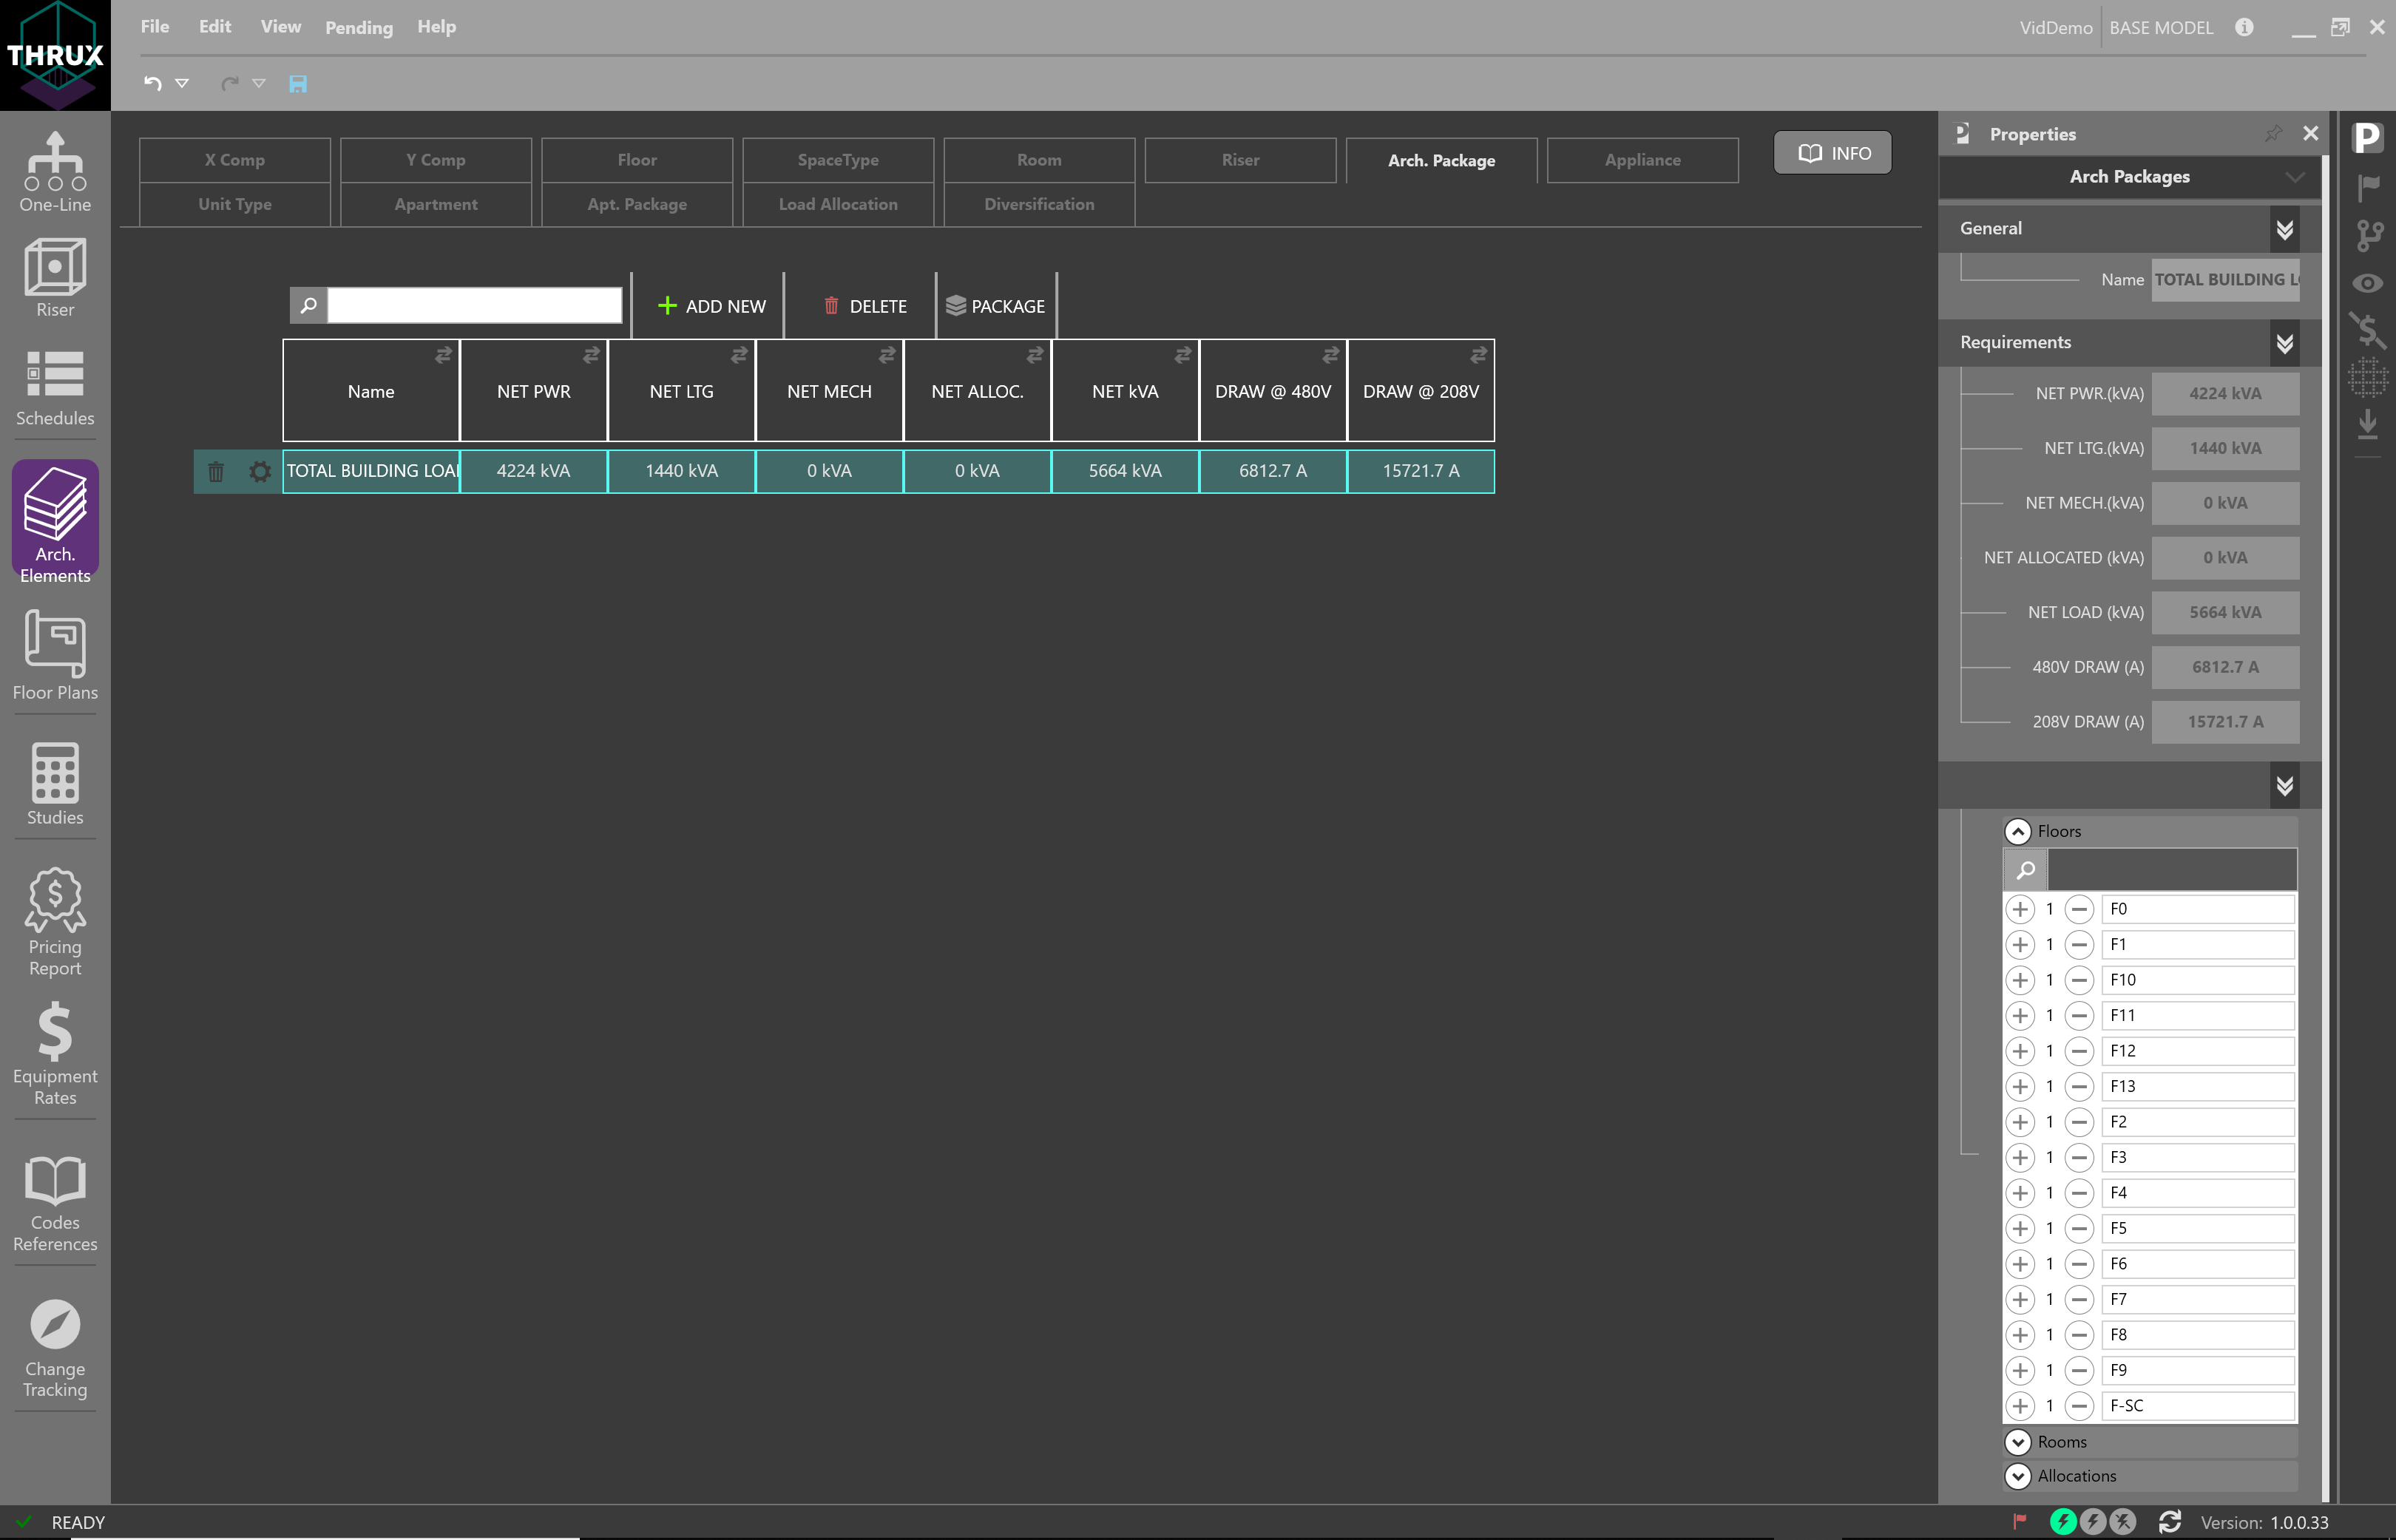 THRUX
File Edit View Pending Help
VidDemo BASE MODEL
X Comp Y Comp Floor SpaceType Room Riser Arch. Package Appliance
INFO
Unit Type Apartment Apt. Package Load Allocation Diversification
One-Line
Riser
Schedules
Arch.
Elements
Floor Plans
Studies
Pricing
Report
Equipment
Rates
Codes
References
Change
Tracking
ADD NEW DELETE PACKAGE
Name NET PWR NET LTG NET MECH NET ALLOC. NET kVA DRAW @ 480V DRAW @ 208V
TOTAL BUILDING LOA 4224 kVA 1440 kVA 0 kVA 0 kVA 5664 kVA 6812.7 A 15721.7 A
Properties
Arch Packages
General
Name TOTAL BUILDING L
Requirements
NET PWR.(kVA) 4224 kVA
NET LTG.(kVA) 1440 kVA
NET MECH.(kVA) 0 kVA
NET ALLOCATED (kVA) 0 kVA
NET LOAD (kVA) 5664 kVA
480V DRAW (A) 6812.7 A
208V DRAW (A) 15721.7 A
Floors
1 F0
1 F1
1 F10
1 F11
1 F12
1 F13
1 F2
1 F3
1 F4
1 F5
1 F6
1 F7
1 F8
1 F9
1 F-SC
Rooms
Allocations
P
READY
Version: 1.0.0.33